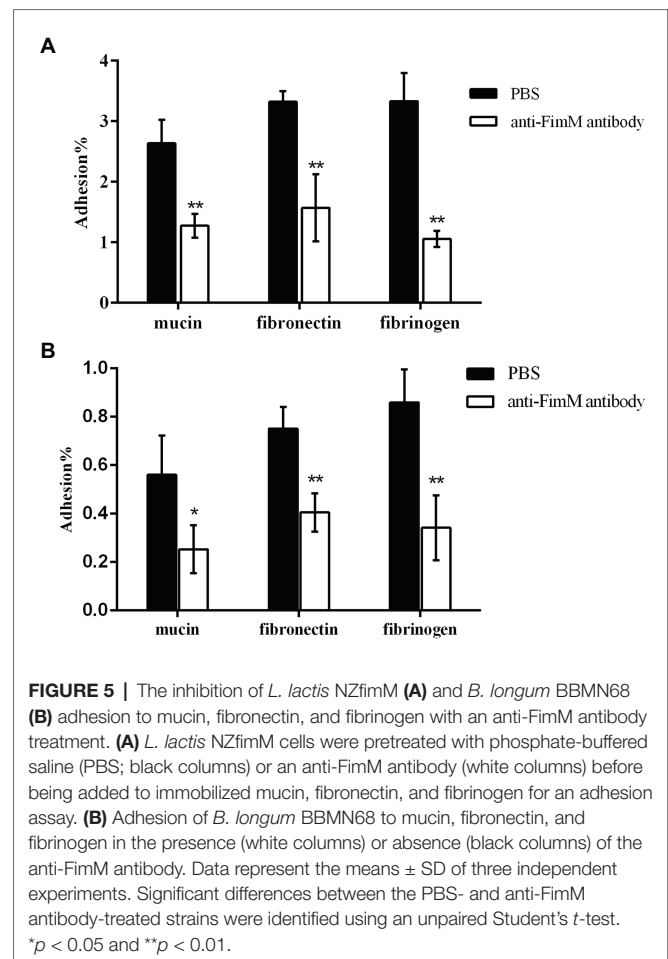 A
4
3
2
1
0
Adhesion%
PBS
anti-FimM antibody
**
**
**
mucin fibronectin fibrinogen
B
1.0
0.8
0.6
0.4
0.2
0.0
Adhesion%
PBS
anti-FimM antibody
*
**
**
mucin fibronectin fibrinogen
FIGURE 5 | The inhibition of L. lactis NZfimM (A) and B. longum BBMN68
(B) adhesion to mucin, fibronectin, and fibrinogen with an anti-FimM antibody
treatment. (A) L. lactis NZfimM cells were pretreated with phosphate-buffered
saline (PBS; black columns) or an anti-FimM antibody (white columns) before
being added to immobilized mucin, fibronectin, and fibrinogen for an adhesion
assay. (B) Adhesion of B. longum BBMN68 to mucin, fibronectin, and
fibrinogen in the presence (white columns) or absence (black columns) of the
anti-FimM antibody. Data represent the means ± SD of three independent
experiments. Significant differences between the PBS- and anti-FimM
antibody-treated strains were identified using an unpaired Student's t-test.
*p < 0.05 and **p < 0.01.